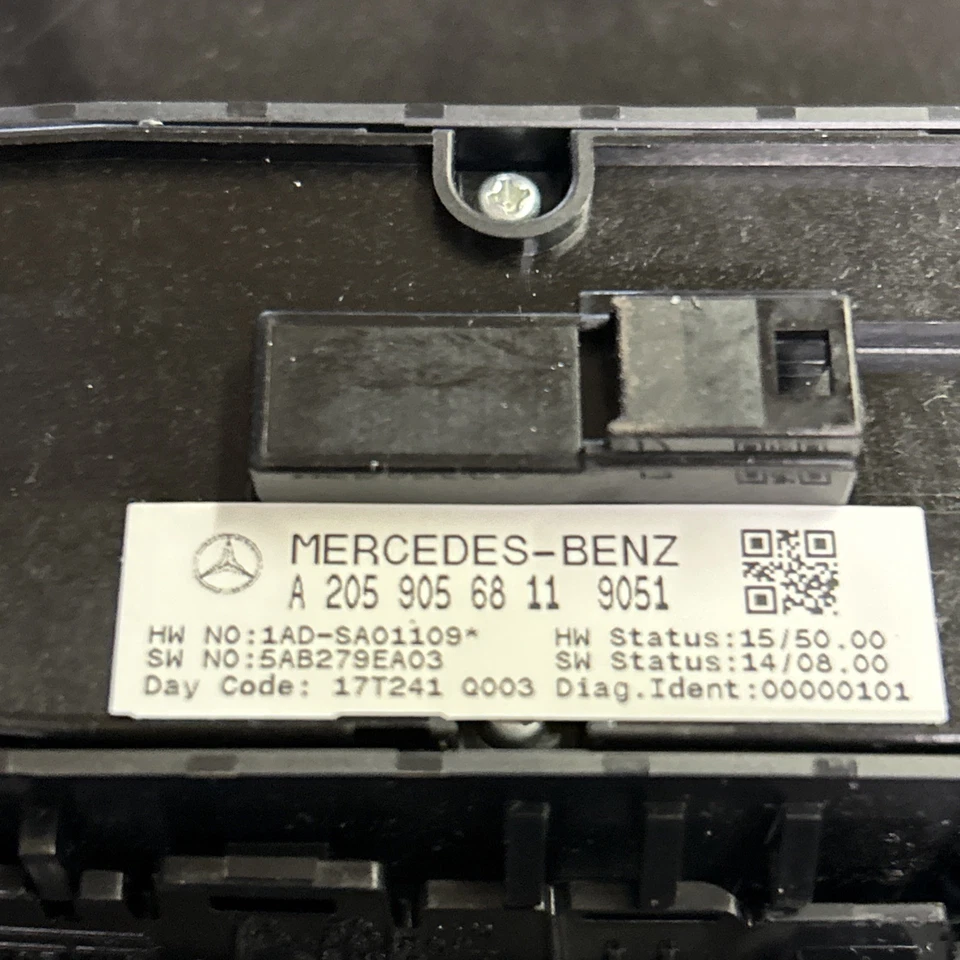 MERCEDES-BENZ
A 205 905 68 11 9051
HW NO:1AD-SA01109* HW Status:15/50.00
SW NO:5AB279EA03 SW Status:14/08.00
Day Code: 17T241 Q003 Diag.Ident:00000101